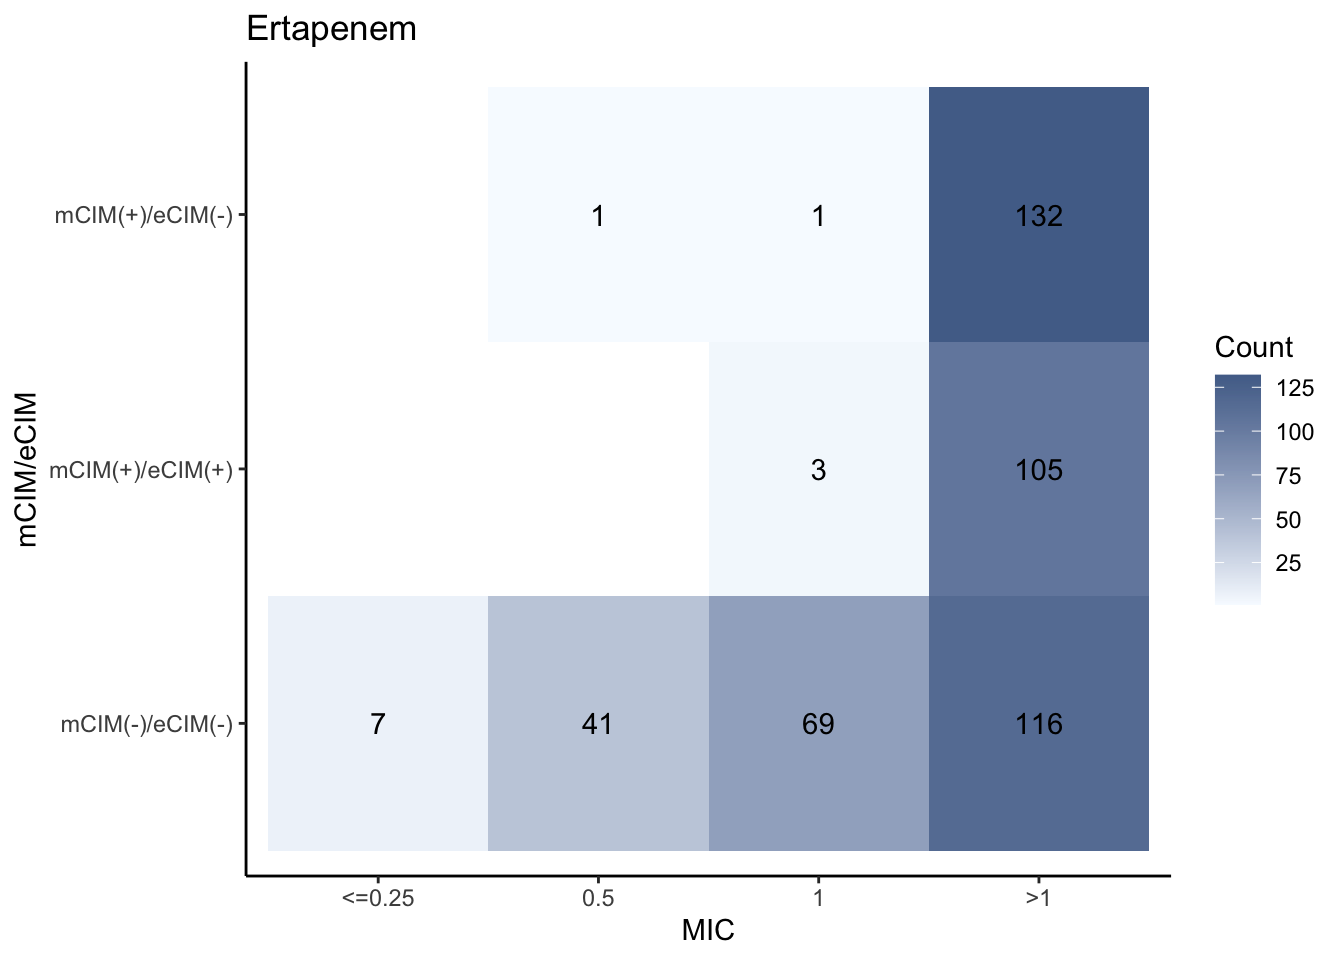 Ertapenem
mCIM(+)/eCIM(-)
1 1 132
Count
125
100
75
50
25
mCIM/eCIM
mCIM(+)/eCIM(+)
3 105
mCIM(-)/eCIM(-)
7 41 69 116
<=0.25 0.5 1 >1
MIC